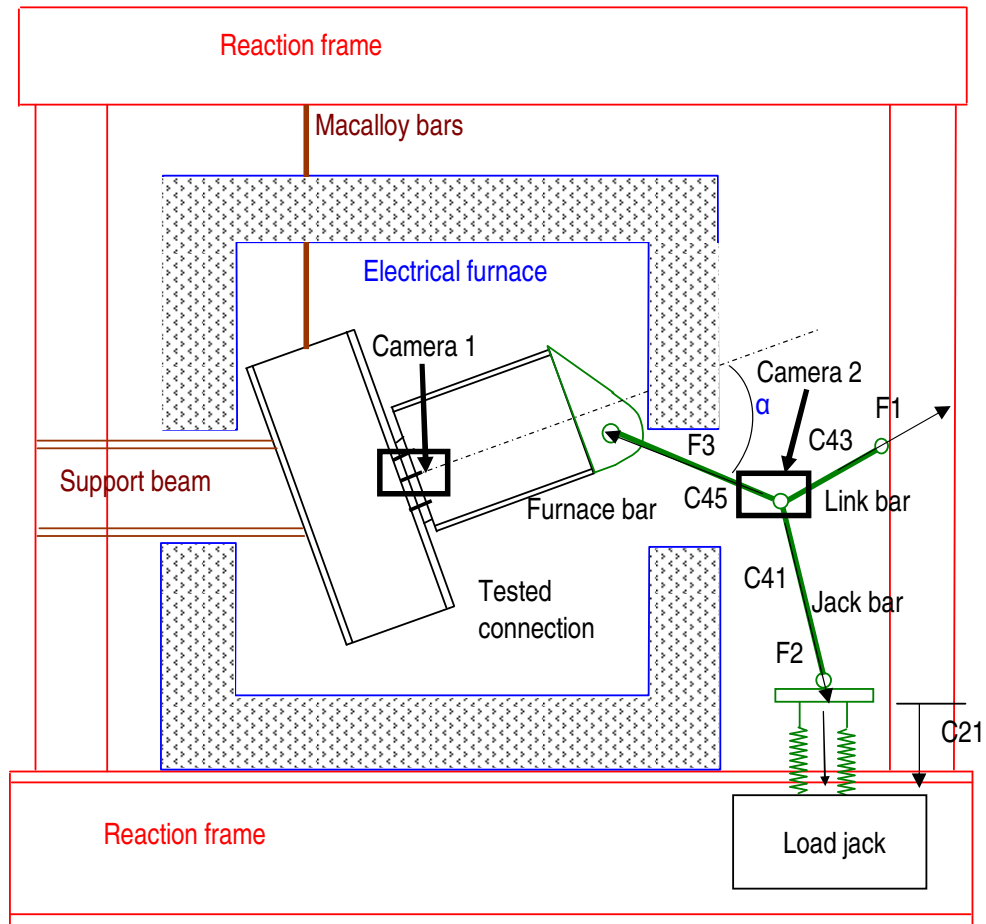 Reaction frame
Macalloy bars
Electrical furnace
Camera 1
Camera 2
α
F1
C43
F3
Support beam
C45
Link bar
Furnace bar
C41
Tested
connection
Jack bar
F2
C21
Reaction frame
Load jack